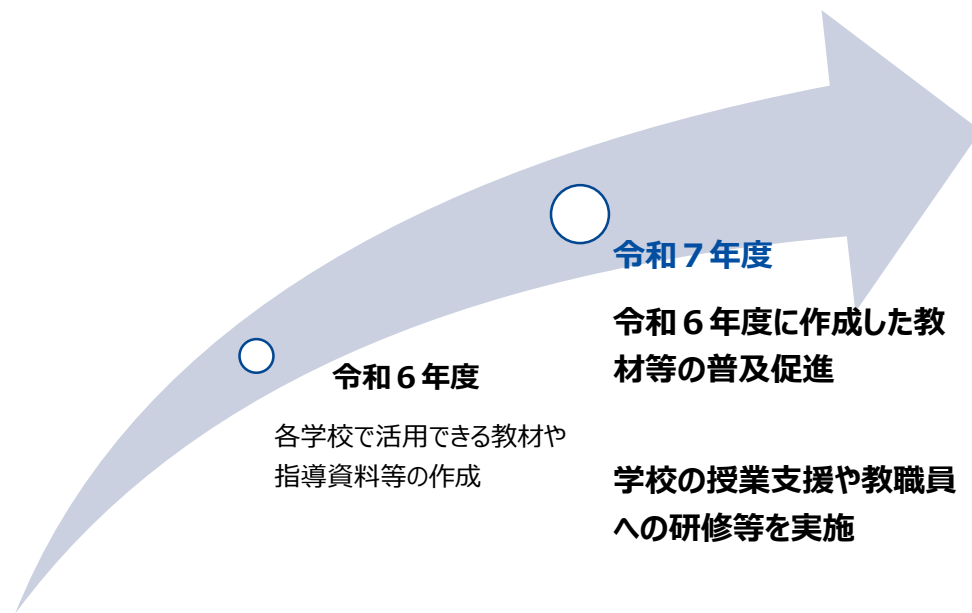 令和６年度
各学校で活用できる教材や
指導資料等の作成
令和７年度
令和６年度に作成した教
材等の普及促進
学校の授業支援や教職員
への研修等を実施